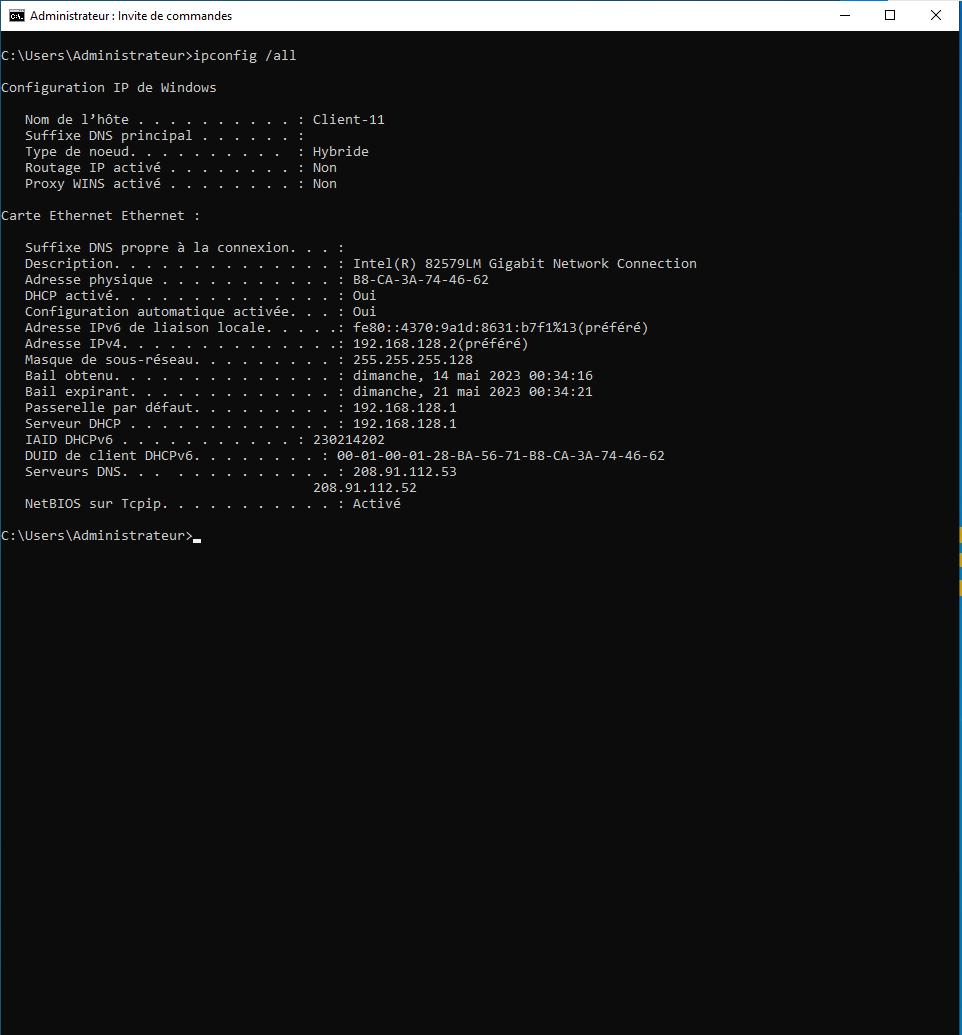 Administrateur : Invite de commandes
C:\Users\Administrateur>ipconfig /all
Configuration IP de Windows
Nom de l’hôte . . . . . . . . . . : Client-11
Suffixe DNS principal . . . . . . :
Type de noeud. . . . . . . . . .  : Hybride
Routage IP activé . . . . . . . . : Non
Proxy WINS activé . . . . . . . . : Non
Carte Ethernet Ethernet :
Suffixe DNS propre à la connexion. . . :
Description. . . . . . . . . . . . . . : Intel(R) 82579LM Gigabit Network Connection
Adresse physique . . . . . . . . . . . : B8-CA-3A-74-46-62
DHCP activé. . . . . . . . . . . . . . : Oui
Configuration automatique activée. . . : Oui
Adresse IPv6 de liaison locale. . . . .: fe80::4370:9a1d:8631:b7f1%13(préféré)
Adresse IPv4. . . . . . . . . . . . . .: 192.168.128.2(préféré)
Masque de sous-réseau. . . . . . . . . : 255.255.255.128
Bail obtenu. . . . . . . . . . . . . . : dimanche, 14 mai 2023 00:34:16
Bail expirant. . . . . . . . . . . . . : dimanche, 21 mai 2023 00:34:21
Passerelle par défaut. . . . . . . . . : 192.168.128.1
Serveur DHCP . . . . . . . . . . . . . : 192.168.128.1
IAID DHCPv6 . . . . . . . . . . . : 230214202
DUID de client DHCPv6. . . . . . . . : 00-01-00-01-28-BA-56-71-B8-CA-3A-74-46-62
Serveurs DNS. . .  . . . . . . . . . . : 208.91.112.53
208.91.112.52
NetBIOS sur Tcpip. . . . . . . . . . . : Activé
C:\Users\Administrateur>